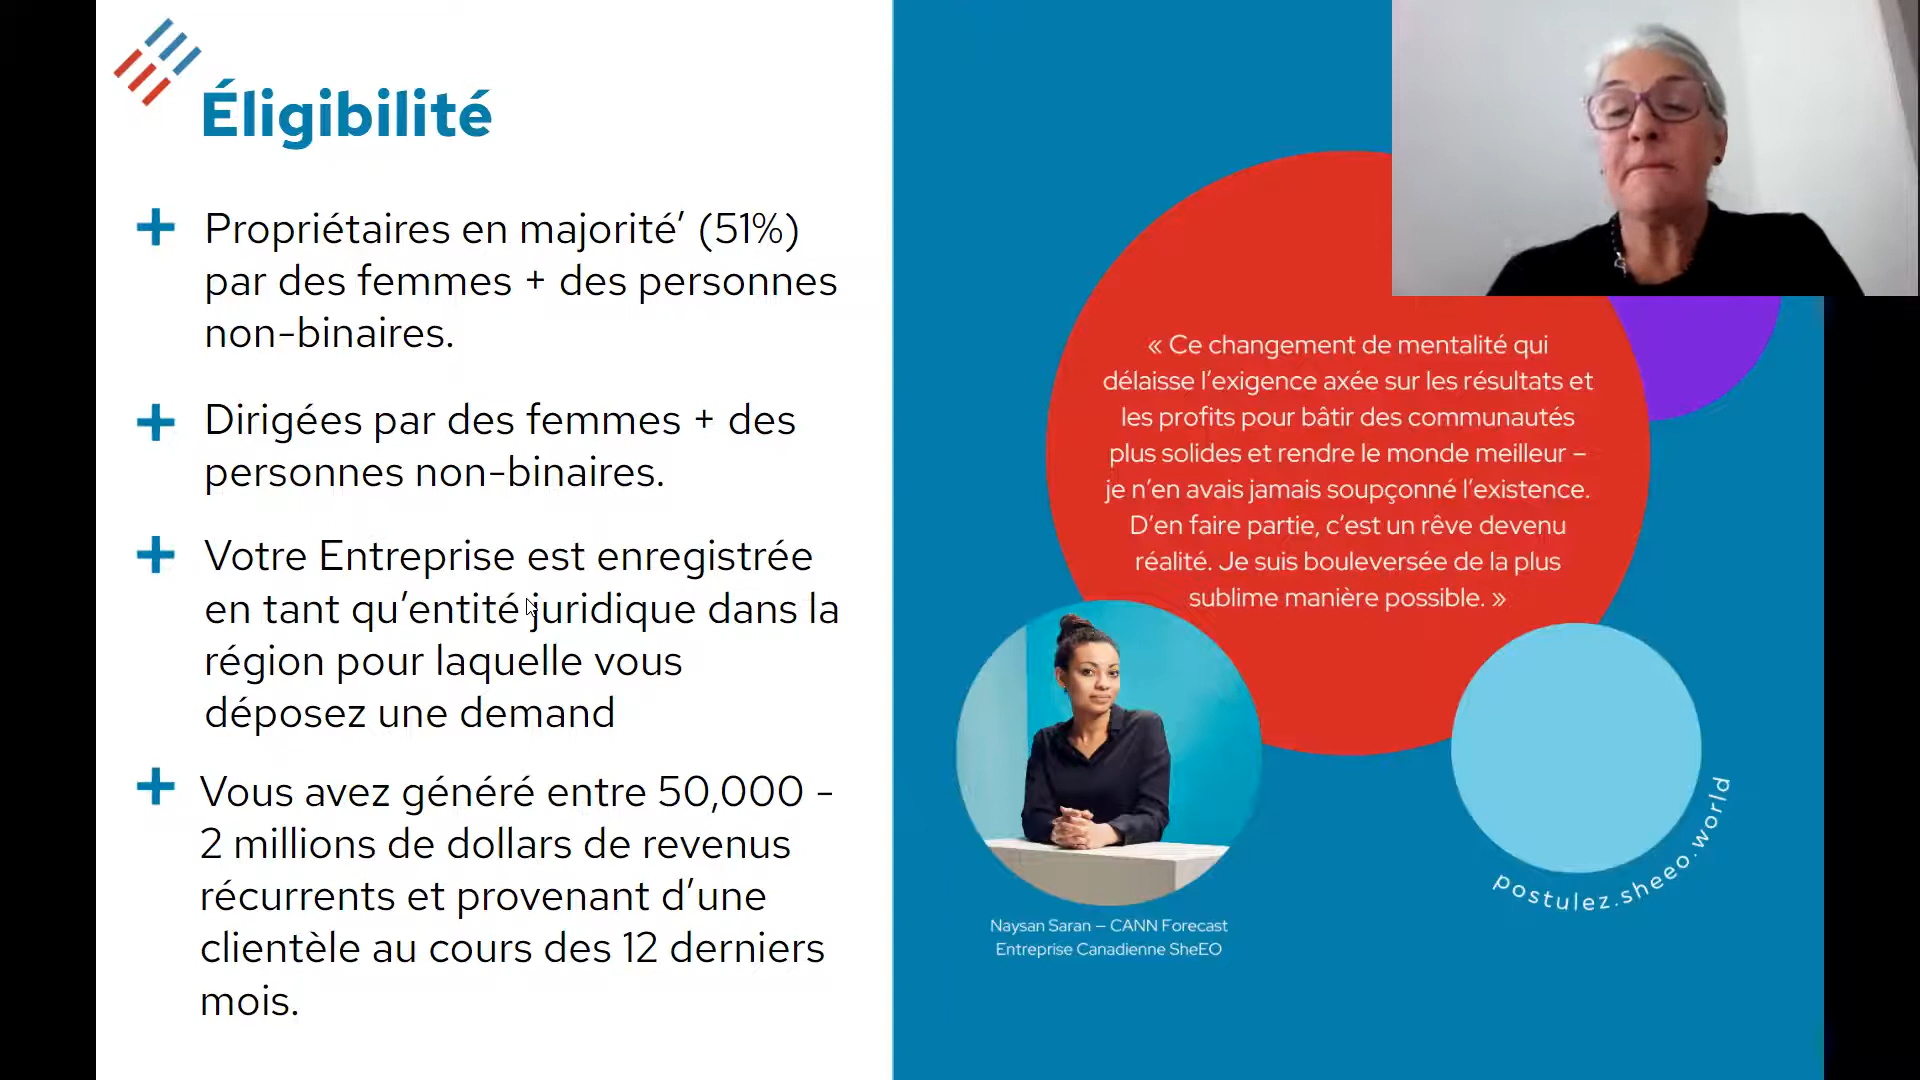 Éligibilité
Propriétaires en majorité’ (51%)
par des femmes + des personnes
non-binaires.
Dirigées par des femmes + des
personnes non-binaires.
Votre Entreprise est enregistrée
en tant qu’entité juridique dans la
région pour laquelle vous
déposez une demand
Vous avez généré entre 50,000 -
2 millions de dollars de revenus
récurrents et provenant d’une
clientèle au cours des 12 derniers
mois.
« Ce changement de mentalité qui
délaisse l’exigence axée sur les résultats et
les profits pour bâtir des communautés
plus solides et rendre le monde meilleur –
je n’en avais jamais soupçonné l’existence.
D’en faire partie, c’est un rêve devenu
réalité. Je suis bouleversée de la plus
sublime manière possible. »
Naysan Saran – CANN Forecast
Entreprise Canadienne SheEO
postulez.sheeo.world